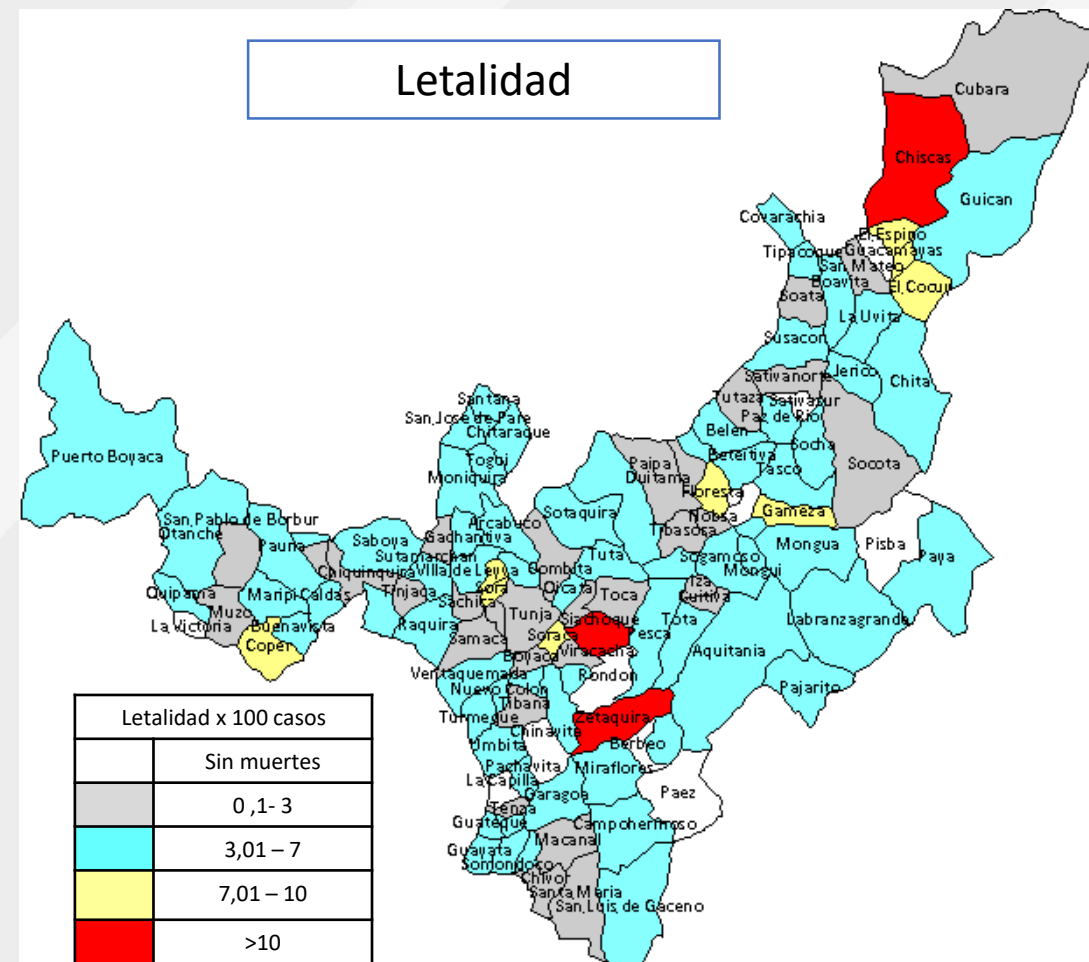 Letalidad
Cubara
Chiscas
Guican
Covarachia
El Espino
Tipacoque
Guacamayas
San Mateo
Boavita
El Cocuy
Soata
La Uvita
Susacon
Sativanorte
Jerico
Chita
Tutaza
Sativasur
Paz de Rio
Santana
San Jose de Pare
Chitaraque
Togui
Moniquira
Belen
Socha
Beteitiva
Tasco
Socota
Puerto Boyaca
Paipa
Duitama
Floresta
Nobsa
Gameza
San Pablo de Borbur
Otanche
Pauna
Saboya
Arcabuco
Gachantiva
Sotaquira
Tibasosa
Mongua
Pisba
Paya
Sutamarchan
Villa de Leyva
Tuta
Sogamoso
Mongui
Chiquinquira
Combita
Oicata
Sora
Iza
Cuitiva
Quipama
Maripi
Caldas
Tinjaca
Sachica
Toca
Muzo
La Victoria
Buenavista
Raquira
Tunja
Siachoque
Tota
Labranzagrande
Coper
Samaca
Soraca
Pesca
Boyaca
Viracacha
Aquitania
Ventaquemada
Rondon
Nuevo Colon
Pajarito
Tibana
Turmeque
Chinavita
Zetaquira
Umbita
Berbeo
Pachavita
Miraflores
La Capilla
Garagoa
Paez
Tenza
Guateque
Campohermoso
Macanal
Guayata
Somondoco
Chivor
Santa Maria
San Luis de Gaceno
Letalidad x 100 casos
Sin muertes
0 ,1- 3
3,01 – 7
7,01 – 10
>10